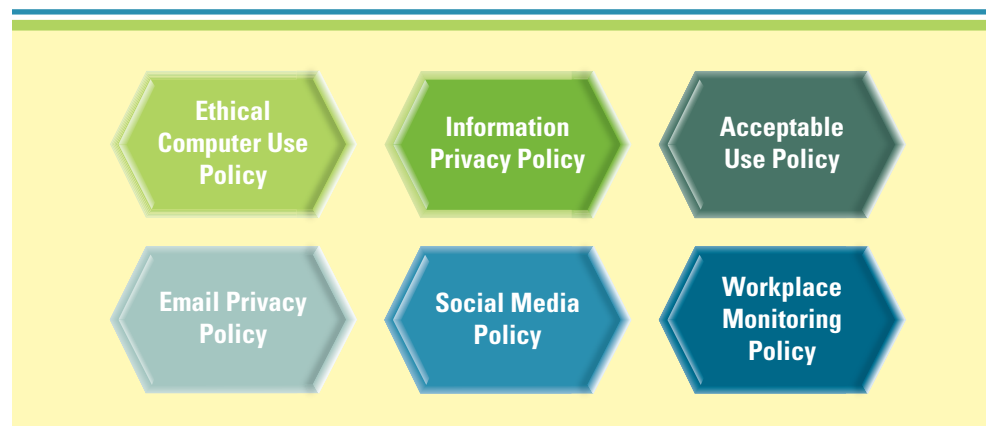 Ethical
Computer Use
Policy
Information
Privacy Policy
Acceptable
Use Policy
Email Privacy
Policy
Social Media
Policy
Workplace
Monitoring
Policy